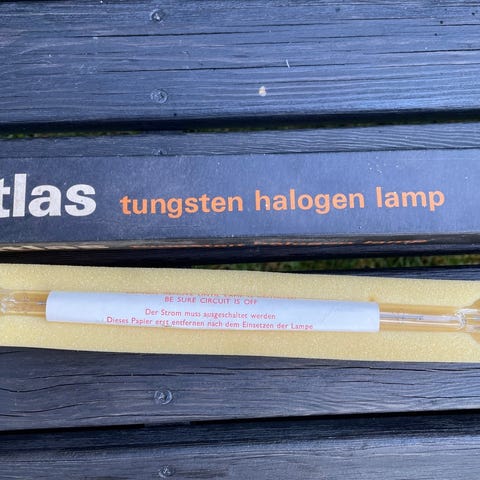 tlas tungsten halogen lamp
BE SURE CIRCUIT IS OFF
Der Strom muss ausgeschaltet werden
Dieses Papier erst entfernen nach dem Einsetzen der Lampe